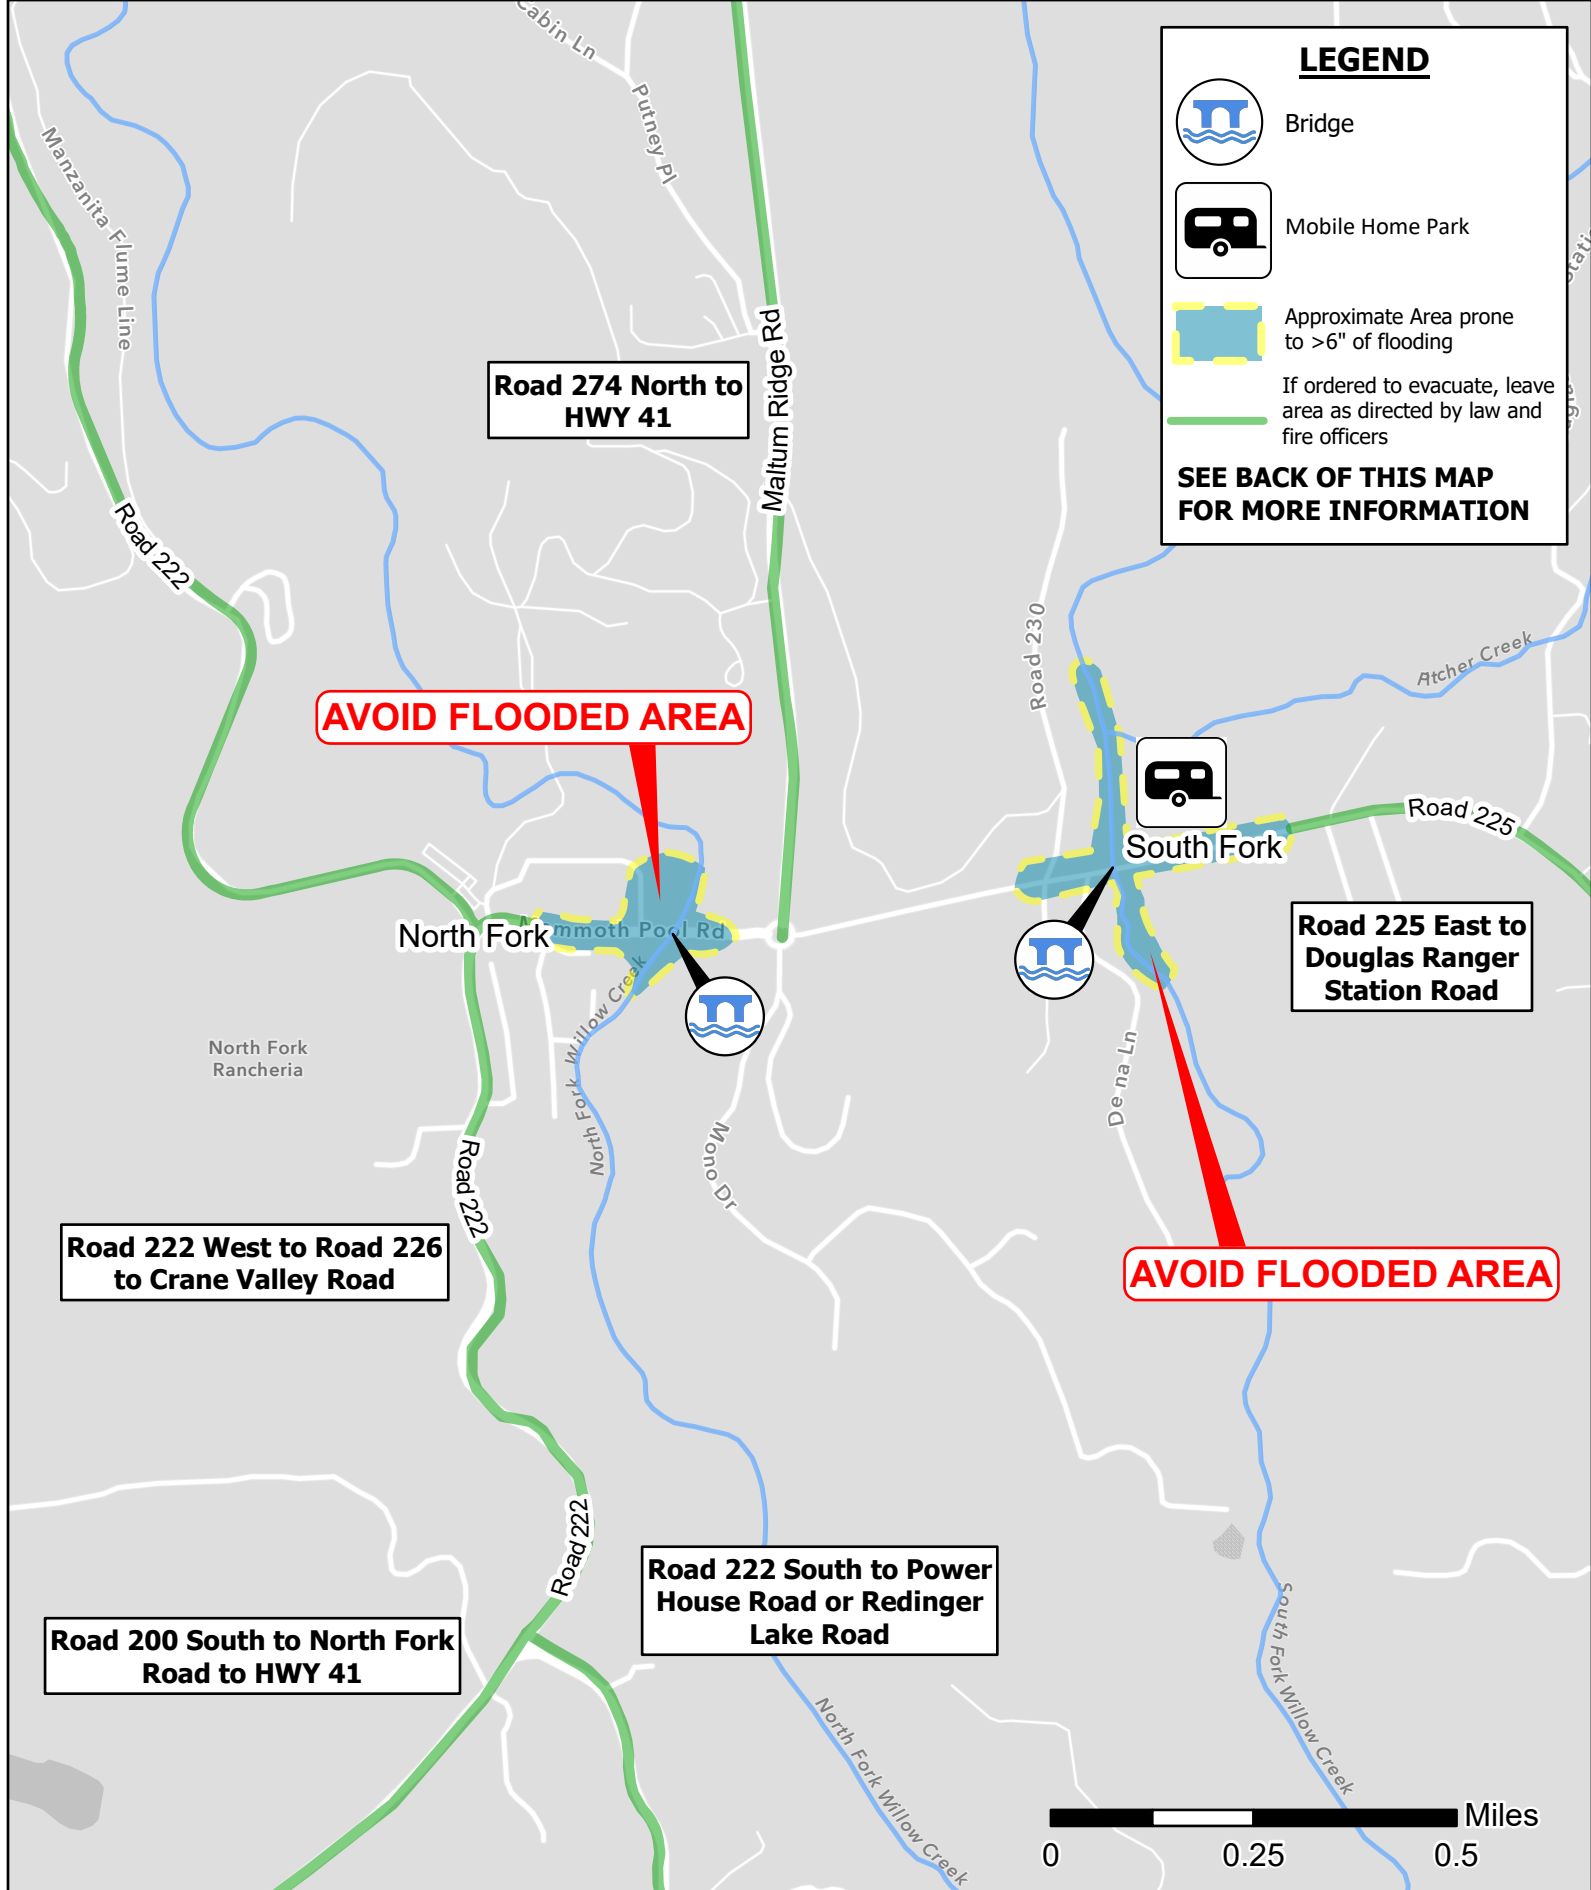 Cabin Ln
Putney Pl
Manzanita Flume Line
LEGEND
Bridge
Mobile Home Park
Approximate Area prone
to >6" of flooding
If ordered to evacuate, leave
area as directed by law and
fire officers
SEE BACK OF THIS MAP
FOR MORE INFORMATION
Road 274 North to
HWY 41
Maltum Ridge Rd
Road 222
Road 230
Fitcher Creek
AVOID FLOODED AREA
Road 225
South Fork
North Fork
Mammoth Pool Rd
Road 225 East to
Douglas Ranger
Station Road
North Fork
Rancheria
North Fork Willow Creek
De na Ln
Mono Dr
Road 222
Road 222 West to Road 226
to Crane Valley Road
AVOID FLOODED AREA
Road 222
Road 222 South to Power
House Road or Redinger
Lake Road
Road 200 South to North Fork
Road to HWY 41
South Fork Willow Creek
North Fork Willow Creek
Miles
0 0.25 0.5